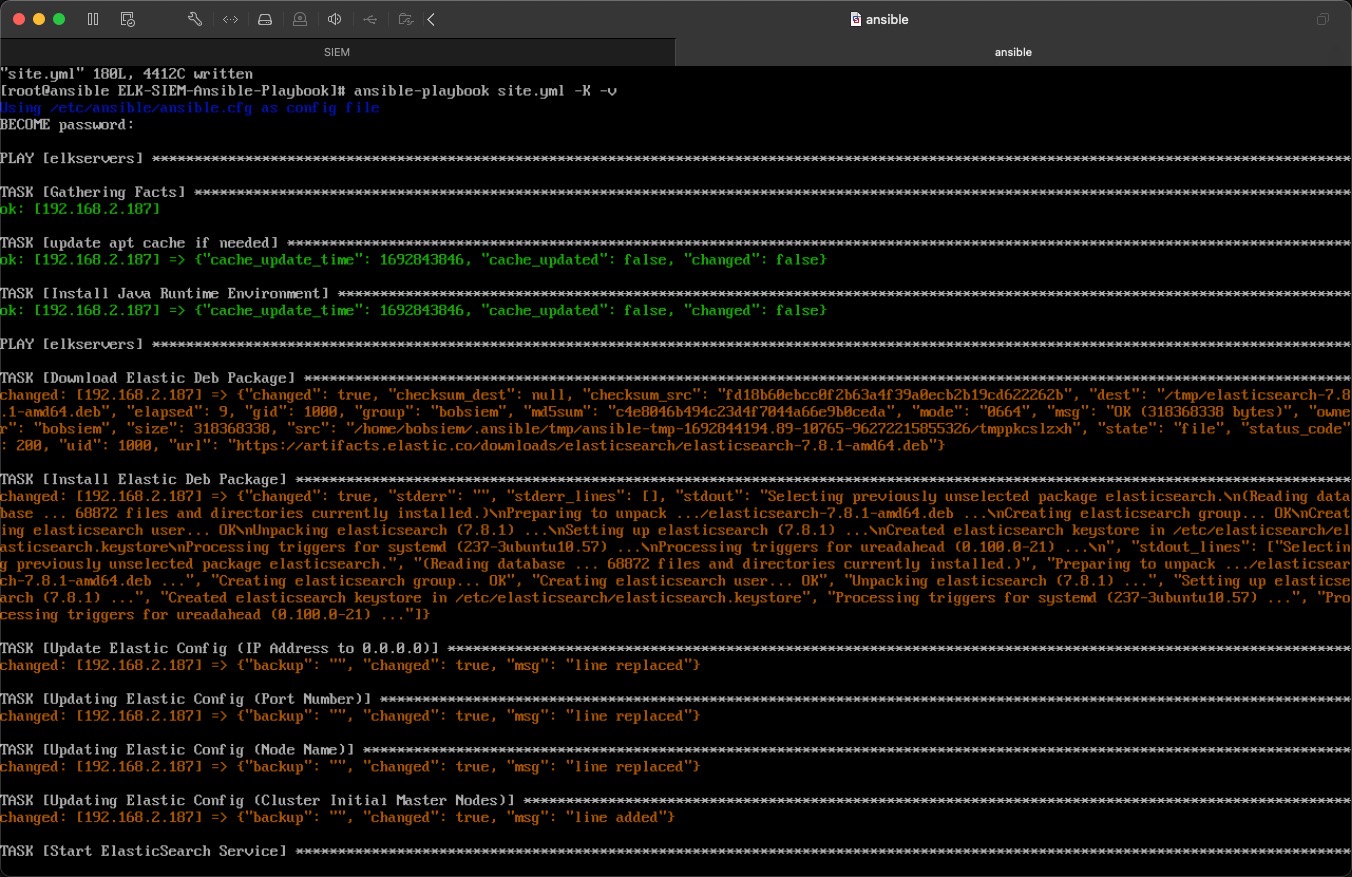 ansible
SIEM
ansible
"site.yml" 180L, 4412C written
[root@ansible ELK-SIEM-Ansible-Playbook]# ansible-playbook site.yml -K -v
Using /etc/ansible/ansible.cfg as config file
BECOME password:
PLAY [elkservers] ******************************************************************************************************************************************
TASK [Gathering Facts] *************************************************************************************************************************************
ok: [192.168.2.187]
TASK [update apt cache if needed] **************************************************************************************************************************
ok: [192.168.2.187] => {"cache_update_time": 1692843846, "cache_updated": false, "changed": false}
TASK [Install Java Runtime Environment] ********************************************************************************************************************
ok: [192.168.2.187] => {"cache_update_time": 1692843846, "cache_updated": false, "changed": false}
PLAY [elkservers] ******************************************************************************************************************************************
TASK [Download Elastic Deb Package] ************************************************************************************************************************
changed: [192.168.2.187] => {"changed": true, "checksum_dest": null, "checksum_src": "fd18b60ebcc0f2b63a4f39a0ecb2b19cd622262b", "dest": "/tmp/elasticsearch-7.8
.1-amd64.deb", "elapsed": 9, "gid": 1000, "group": "bobsiem", "md5sum": "c4e8046b494c23d4f7044a66e9b0ceda", "mode": "0664", "msg": "OK (318368338 bytes)", "owne
r": "bobsiem", "size": 318368338, "src": "/home/bobsiem/.ansible/tmp/ansible-tmp-1692844194.89-10765-96272215855326/tmppkcslzxh", "state": "file", "status_code"
: 200, "uid": 1000, "url": "https://artifacts.elastic.co/downloads/elasticsearch/elasticsearch-7.8.1-amd64.deb"}
TASK [Install Elastic Deb Package] *************************************************************************************************************************
changed: [192.168.2.187] => {"changed": true, "stderr": "", "stderr_lines": [], "stdout": "Selecting previously unselected package elasticsearch.\n(Reading data
base ... 68872 files and directories currently installed.)\nPreparing to unpack .../elasticsearch-7.8.1-amd64.deb ...\nCreating elasticsearch group... OK\nCreat
ing elasticsearch user... OK\nUnpacking elasticsearch (7.8.1) ...\nSetting up elasticsearch (7.8.1) ...\nCreated elasticsearch keystore in /etc/elasticsearch/el
asticsearch.keystore\nProcessing triggers for systemd (237-3ubuntu10.57) ...\nProcessing triggers for ureadahead (0.100.0-21) ...\n", "stdout_lines": ["Selectin
g previously unselected package elasticsearch.", "(Reading database ... 68872 files and directories currently installed.)", "Preparing to unpack .../elasticsear
ch-7.8.1-amd64.deb ...", "Creating elasticsearch group... OK", "Creating elasticsearch user... OK", "Unpacking elasticsearch (7.8.1) ...", "Setting up elasticse
arch (7.8.1) ...", "Created elasticsearch keystore in /etc/elasticsearch/elasticsearch.keystore", "Processing triggers for systemd (237-3ubuntu10.57) ...", "Pro
cessing triggers for ureadahead (0.100.0-21) ..."]}
TASK [Update Elastic Config (IP Address to 0.0.0.0)] *******************************************************************************************************
changed: [192.168.2.187] => {"backup": "", "changed": true, "msg": "line replaced"}
TASK [Updating Elastic Config (Port Number)] ***************************************************************************************************************
changed: [192.168.2.187] => {"backup": "", "changed": true, "msg": "line replaced"}
TASK [Updating Elastic Config (Node Name)] *****************************************************************************************************************
changed: [192.168.2.187] => {"backup": "", "changed": true, "msg": "line replaced"}
TASK [Updating Elastic Config (Cluster Initial Master Nodes)] **********************************************************************************************
changed: [192.168.2.187] => {"backup": "", "changed": true, "msg": "line added"}
TASK [Start ElasticSearch Service] *************************************************************************************************************************